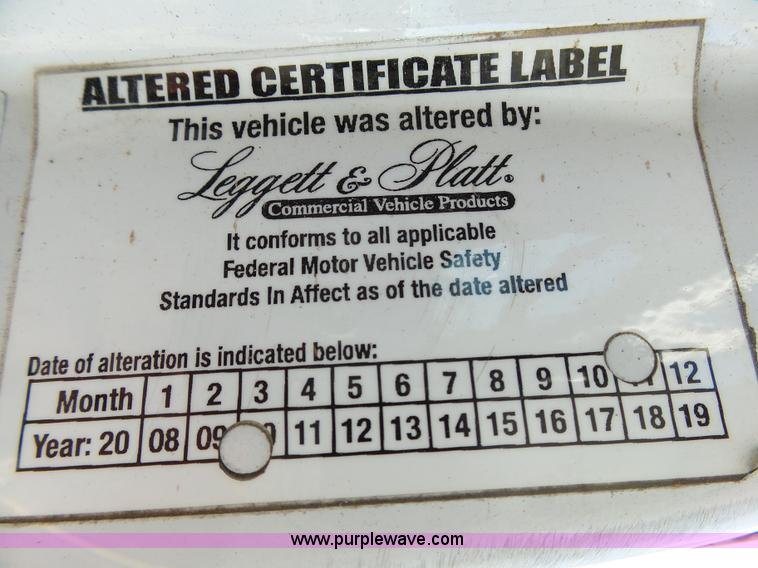 ALTERED CERTIFICATE LABEL
This vehicle was altered by:
Leggett & Platt®
Commercial Vehicle Products
It conforms to all applicable
Federal Motor Vehicle Safety
Standards In Affect as of the date altered
Date of alteration is indicated below:
Month 1 2 3 4 5 6 7 8 9 10 12
Year: 20 08 09 11 12 13 14 15 16 17 18 19
www.purplewave.com